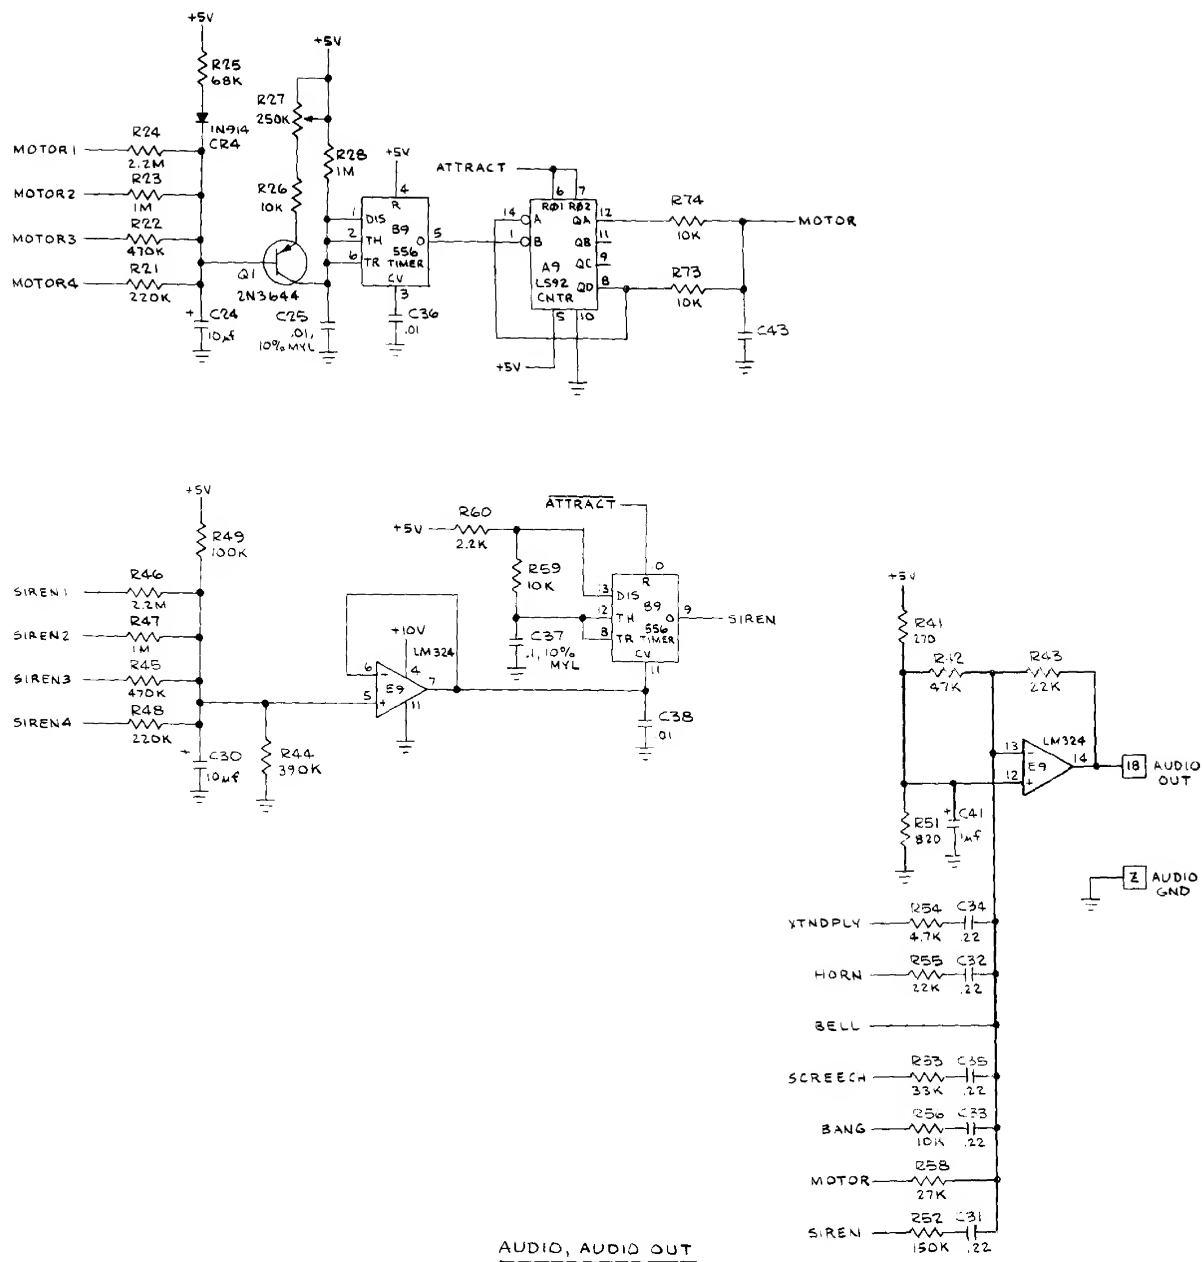 +5V
R25
68K
1N914
CR4
MOTOR1
R24
2.2M
MOTOR2
R23
1M
MOTOR3
R22
470K
MOTOR4
R21
220K
+
C24
10µf
+5V
R27
250K
R28
1M
R26
10K
Q1
2N3644
C25
.01,
10% MYL
+5V
4
R
1
DIS
2
TH
6
TR
B9
556
TIMER
O
5
CV
3
C36
.01
ATTRACT
6
7
RØ1
RØ2
14
A
1
B
A9
LS92
CNTR
QA
12
QB
11
QC
9
QD
8
5
10
+5V
R74
10K
MOTOR
R73
10K
C43
+5V
R49
100K
SIREN1
R46
2.2M
SIREN2
R47
1M
SIREN3
R45
470K
SIREN4
R48
220K
+
C30
10µf
R44
390K
+10V
LM324
6
-
4
E9
7
5
+
11
ATTRACT
+5V
R60
2.2K
R59
10K
C37
.1, 10%
MYL
R
13
DIS
12
TH
8
TR
B9
556
TIMER
O
9
SIREN
CV
11
C38
.01
+5V
R41
270
R42
47K
R43
22K
LM324
13
-
E9
14
12
+
18
AUDIO
OUT
R51
820
+
C41
1µf
Z
AUDIO
GND
XTNDPLY
R54
4.7K
C34
.22
HORN
R55
22K
C32
.22
BELL
SCREECH
R53
33K
C35
.22
BANG
R56
10K
C33
.22
MOTOR
R58
27K
SIREN
R52
150K
C31
.22
AUDIO, AUDIO OUT